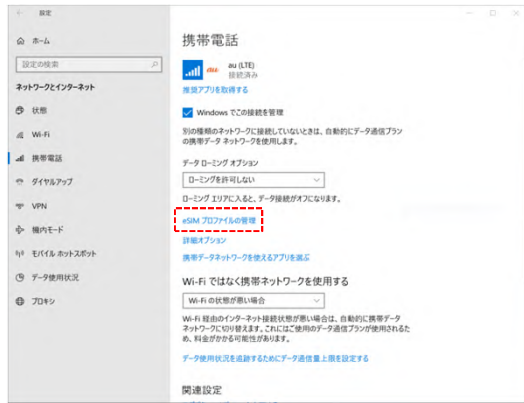 設定
ホーム
設定の検索
ネットワークとインターネット
状態
Wi-Fi
携帯電話
ダイヤルアップ
VPN
機内モード
モバイル ホットスポット
データ使用状況
プロキシ
携帯電話
au
au (LTE)
接続済み
推奨アプリを取得する
Windows でこの接続を管理
別の種類のネットワークに接続していないときは、自動的にデータ通信プラン
の携帯データ ネットワークを使用します。
データ ローミング オプション
ローミングを許可しない
ローミング エリアに入ると、データ接続がオフになります。
eSIM プロファイルの管理
詳細オプション
携帯データネットワークを使えるアプリを選ぶ
Wi-Fi ではなく携帯ネットワークを使用する
Wi-Fi の状態が悪い場合
Wi-Fi 経由のインターネット接続状態が悪い場合は、自動的に携帯データ
ネットワークに切り替えます。これにはご使用のデータ通信プランが使用されるた
め、料金がかかる可能性があります。
データ使用状況を追跡するためにデータ通信量上限を設定する
関連設定